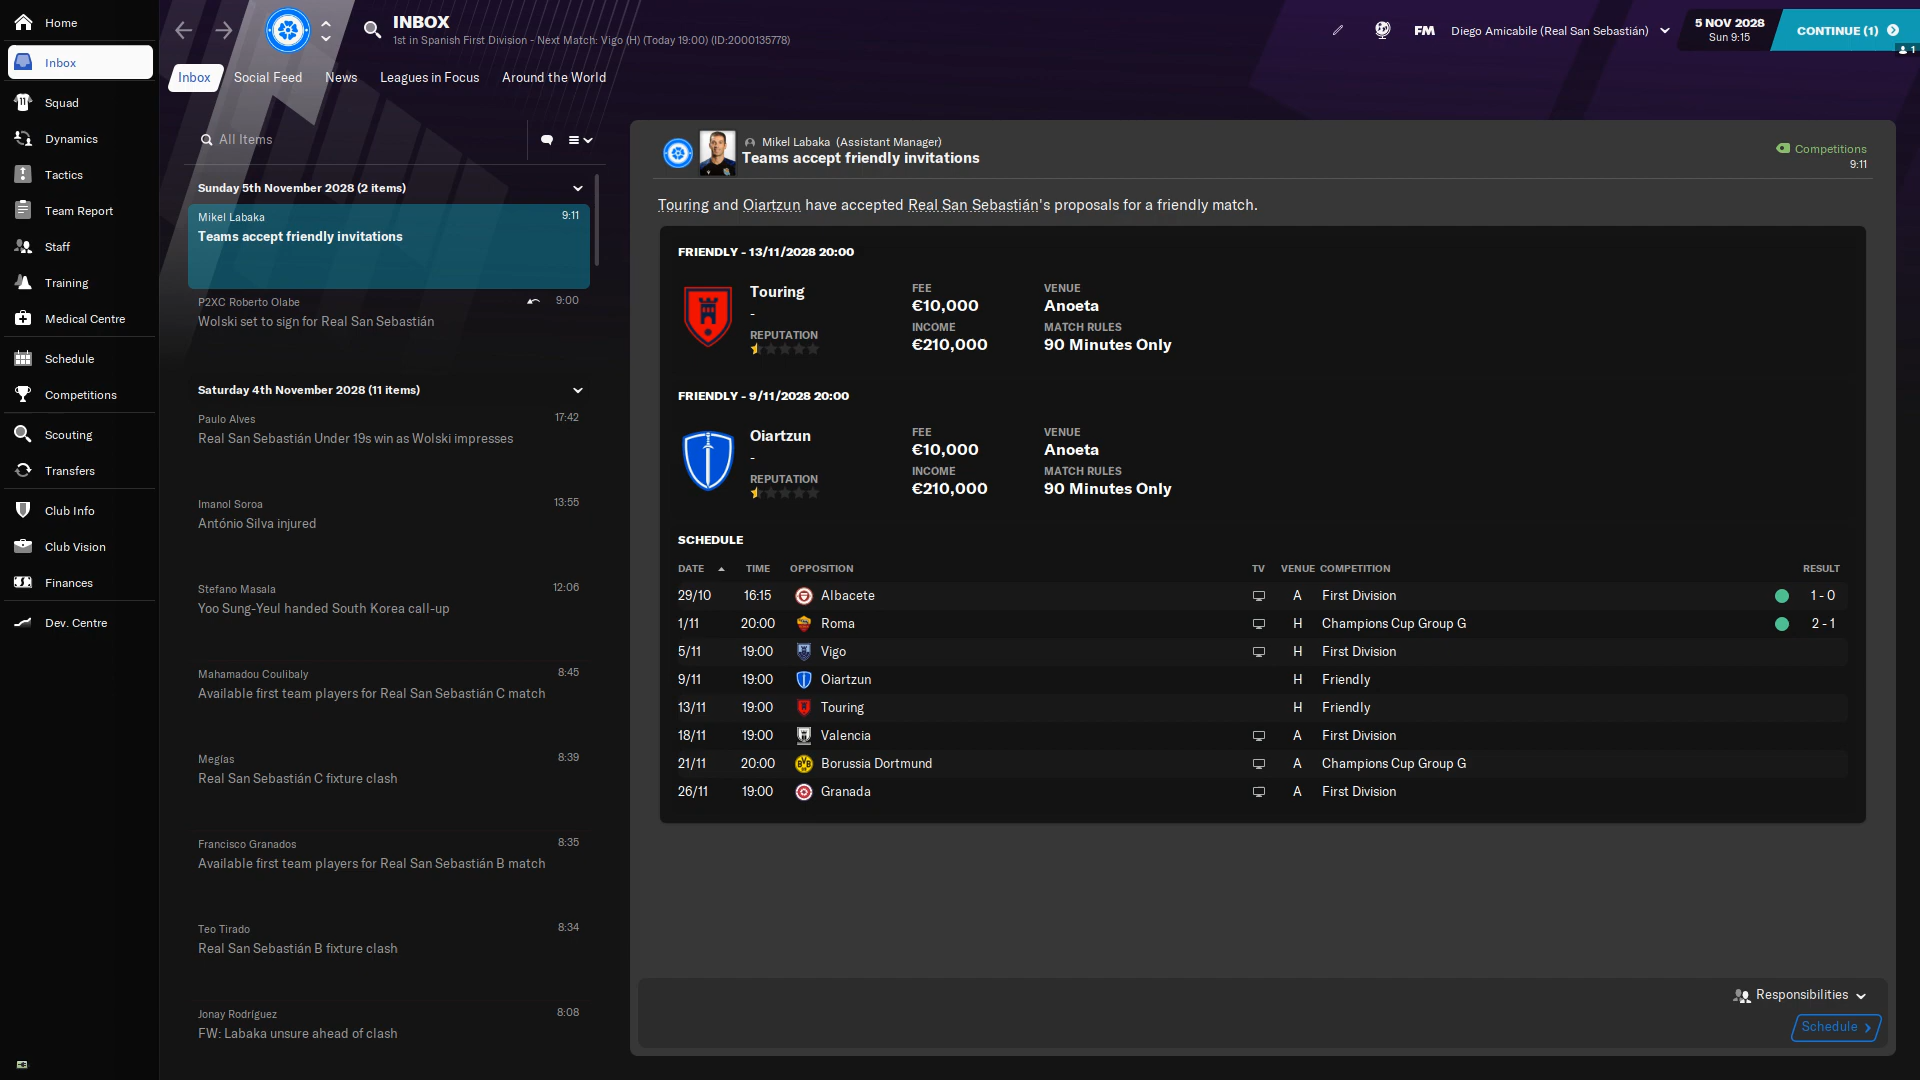 Home
Inbox
Squad
Dynamics
Tactics
Team Report
Staff
Training
Medical Centre
Schedule
Competitions
Scouting
Transfers
Club Info
Club Vision
Finances
Dev. Centre
INBOX
1st in Spanish First Division - Next Match: Vigo (H) (Today 19:00) (ID:2000135778)
FM
Diego Amicabile (Real San Sebastián)
5 NOV 2028
Sun 9:15
CONTINUE (1)
1
Inbox Social Feed News Leagues in Focus Around the World
All Items
Sunday 5th November 2028 (2 items)
Mikel Labaka 9:11
Teams accept friendly invitations
P2XC Roberto Olabe 9:00
Wolski set to sign for Real San Sebastián
Saturday 4th November 2028 (11 items)
Paulo Alves 17:42
Real San Sebastián Under 19s win as Wolski impresses
Imanol Soroa 13:55
António Silva injured
Stefano Masala 12:06
Yoo Sung-Yeul handed South Korea call-up
Mahamadou Coulibaly 8:45
Available first team players for Real San Sebastián C match
Megías 8:39
Real San Sebastián C fixture clash
Francisco Granados 8:35
Available first team players for Real San Sebastián B match
Teo Tirado 8:34
Real San Sebastián B fixture clash
Jonay Rodríguez 8:08
FW: Labaka unsure ahead of clash
Mikel Labaka (Assistant Manager)
Teams accept friendly invitations
Competitions
9:11
Touring and Oiartzun have accepted Real San Sebastián's proposals for a friendly match.
FRIENDLY - 13/11/2028 20:00
Touring
-
REPUTATION
FEE
€10,000
INCOME
€210,000
VENUE
Anoeta
MATCH RULES
90 Minutes Only
FRIENDLY - 9/11/2028 20:00
Oiartzun
-
REPUTATION
FEE
€10,000
INCOME
€210,000
VENUE
Anoeta
MATCH RULES
90 Minutes Only
SCHEDULE
DATE TIME OPPOSITION TV VENUE COMPETITION RESULT
29/10 16:15 Albacete A First Division 1 - 0
1/11 20:00 Roma H Champions Cup Group G 2 - 1
5/11 19:00 Vigo H First Division
9/11 19:00 Oiartzun H Friendly
13/11 19:00 Touring H Friendly
18/11 19:00 Valencia A First Division
21/11 20:00 Borussia Dortmund A Champions Cup Group G
26/11 19:00 Granada A First Division
Responsibilities
Schedule